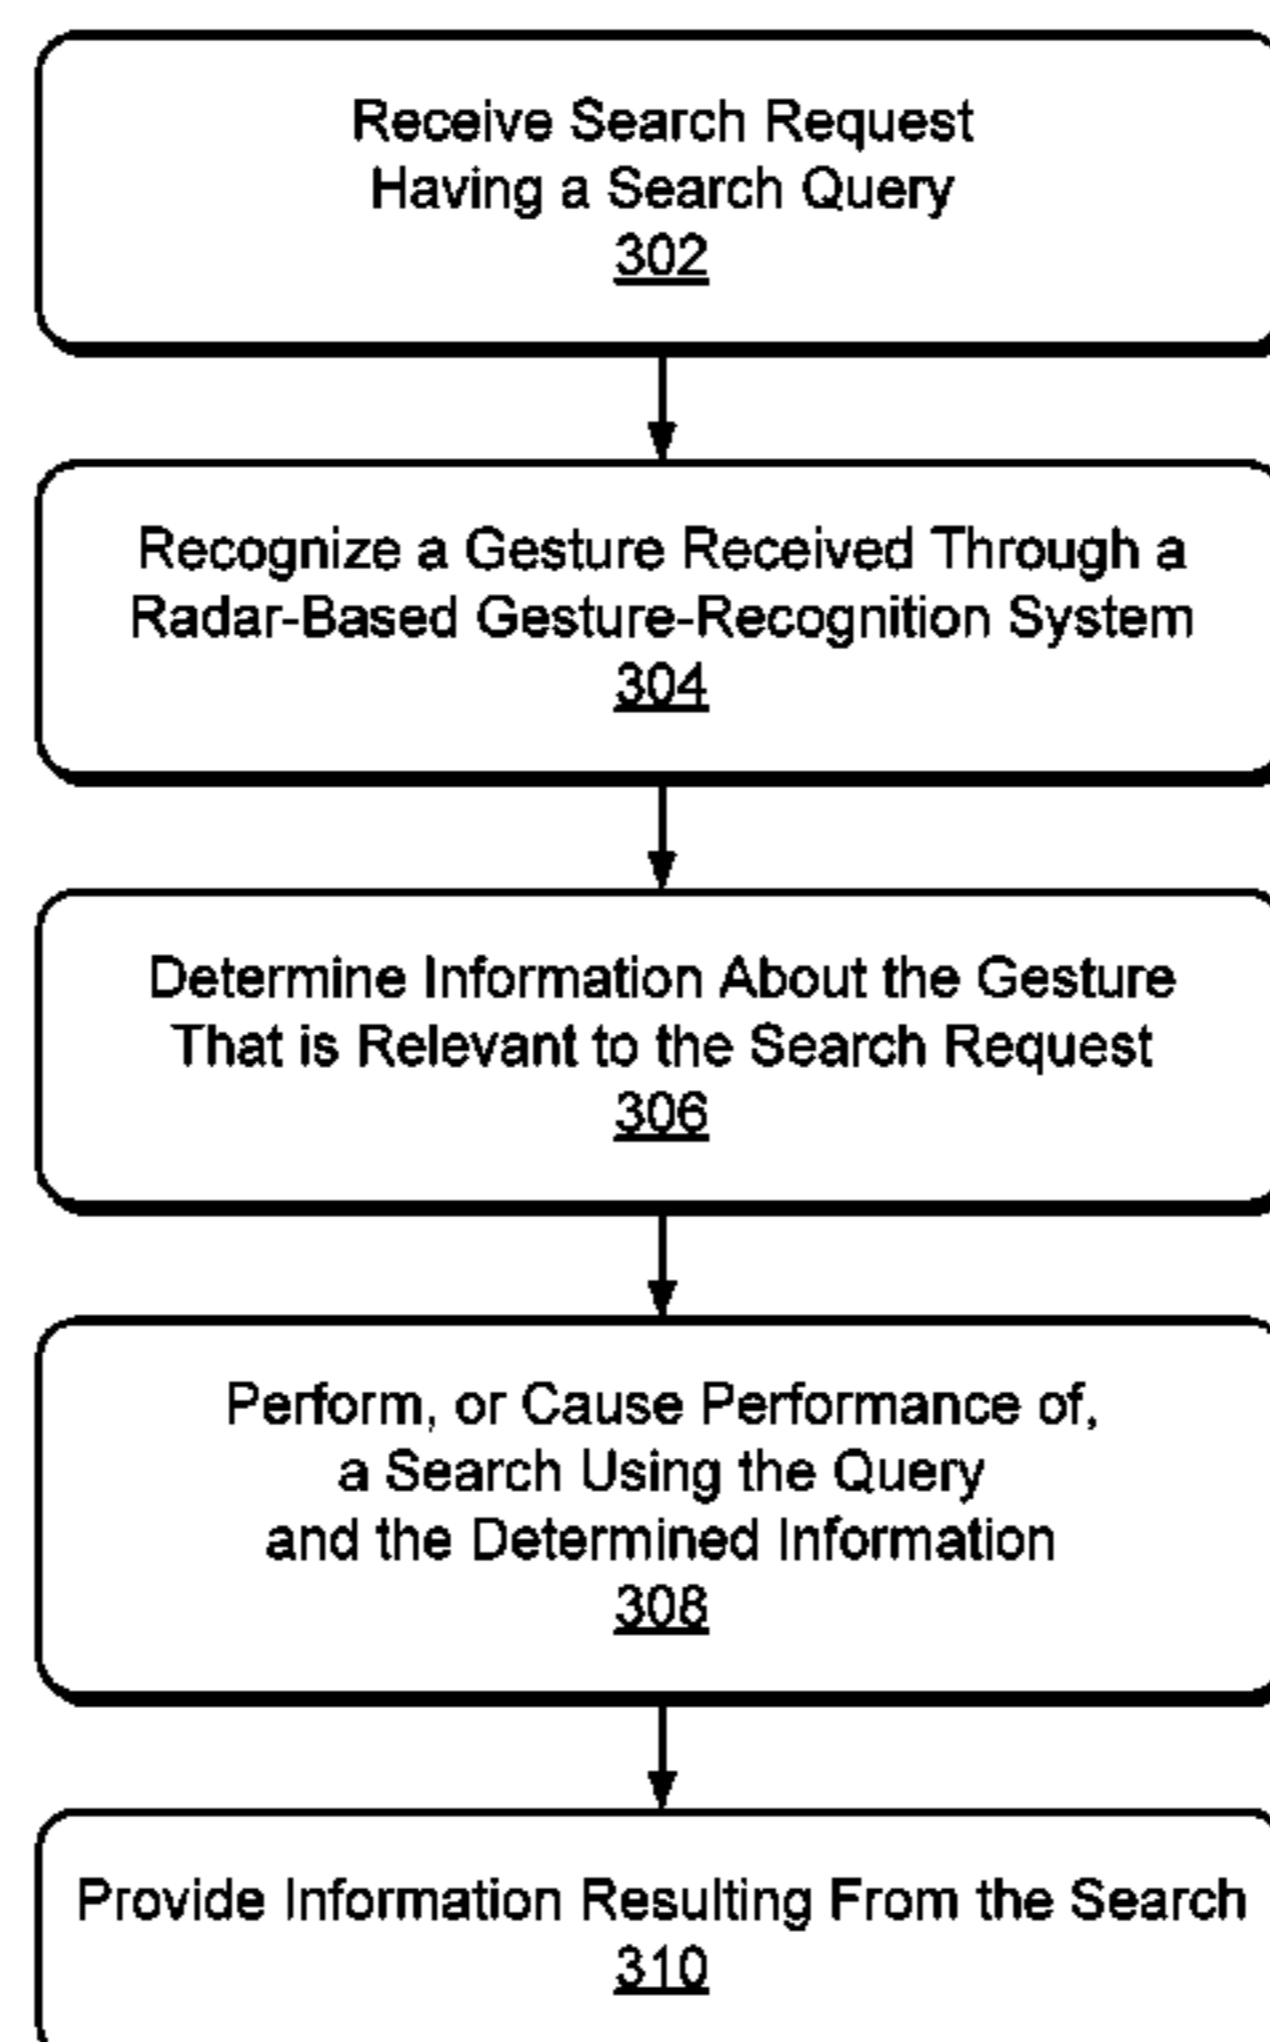 Receive Search Request
Having a Search Query
302
Recognize a Gesture Received Through a
Radar-Based Gesture-Recognition System
304
Determine Information About the Gesture
That is Relevant to the Search Request
306
Perform, or Cause Performance of,
a Search Using the Query
and the Determined Information
308
Provide Information Resulting From the Search
310